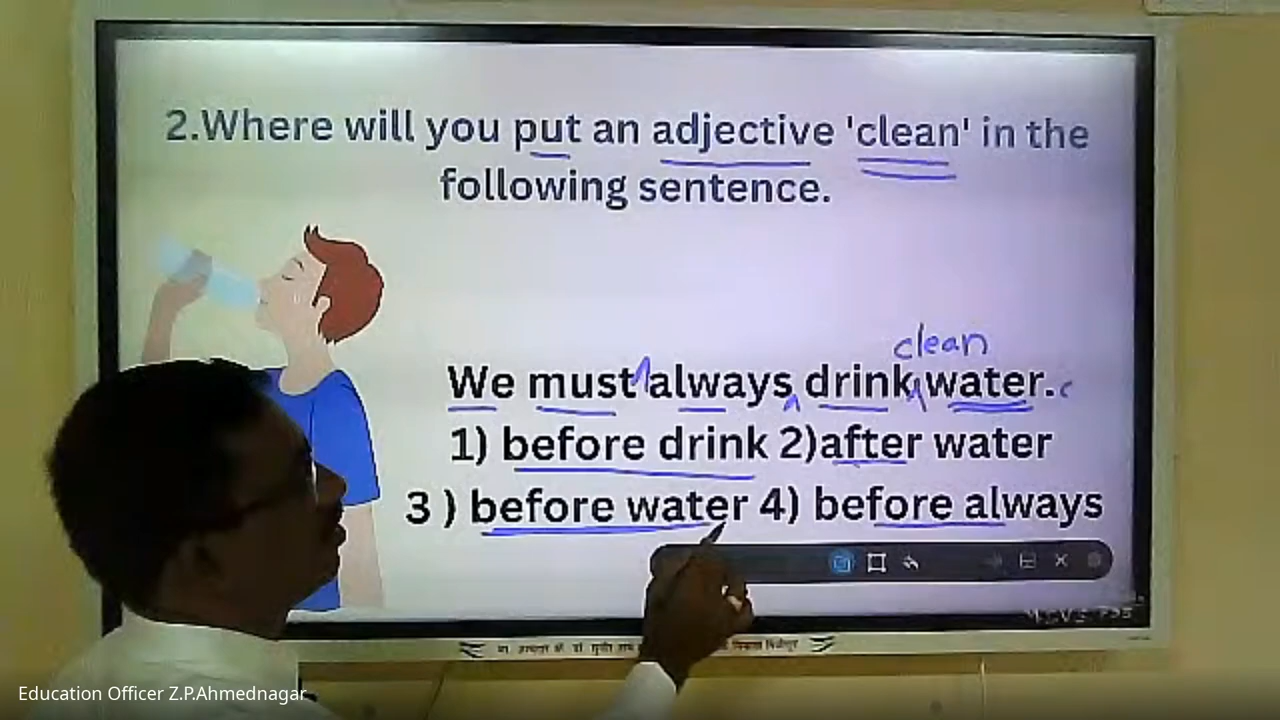 2.Where will you put an adjective 'clean' in the
following sentence.
clean
We must always drink water.
1) before drink 2)after water
3 ) before water 4) before always
Education Officer Z.P.Ahmednagar